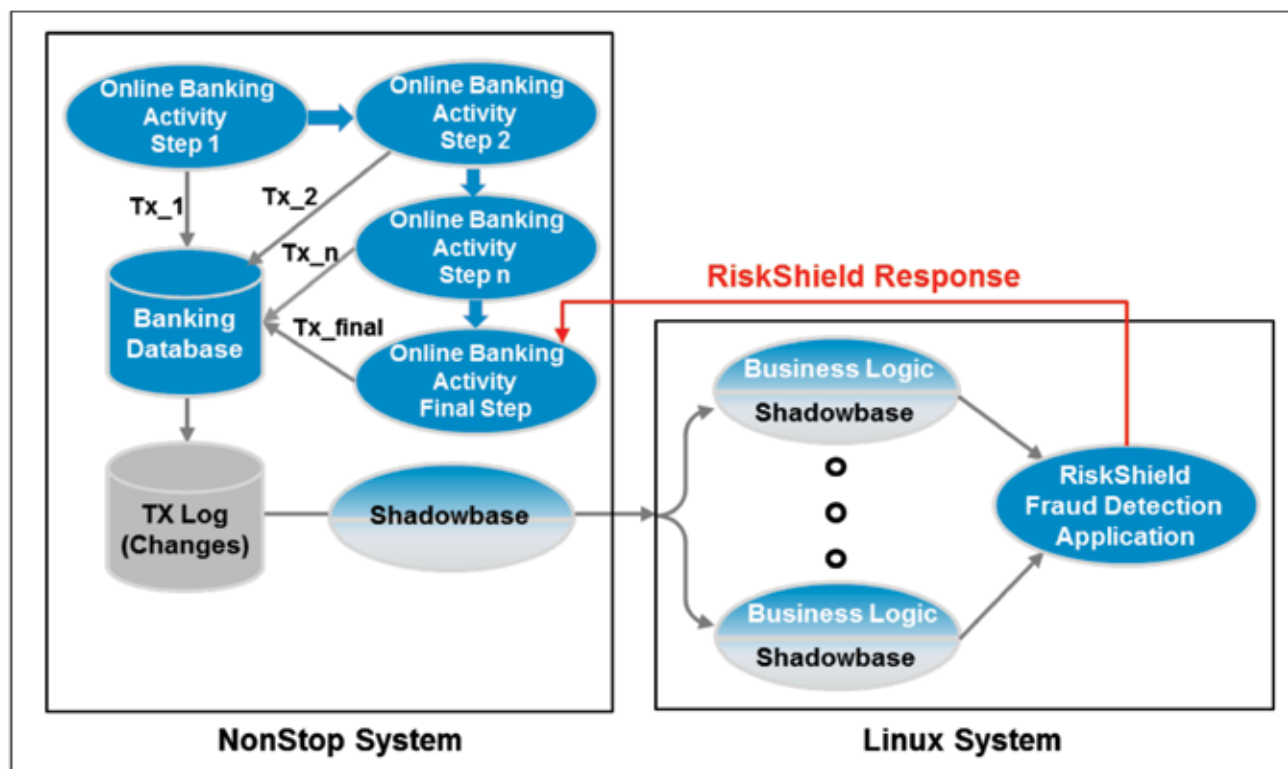 Online Banking
Activity
Step 1
Online Banking
Activity
Step 2
Tx_1
Tx_2
Online Banking
Activity
Step n
Tx_n
Banking
Database
Tx_final
Online Banking
Activity
Final Step
RiskShield Response
TX Log
(Changes)
Shadowbase
Business Logic
Shadowbase
RiskShield
Fraud Detection
Application
Business Logic
Shadowbase
NonStop System
Linux System